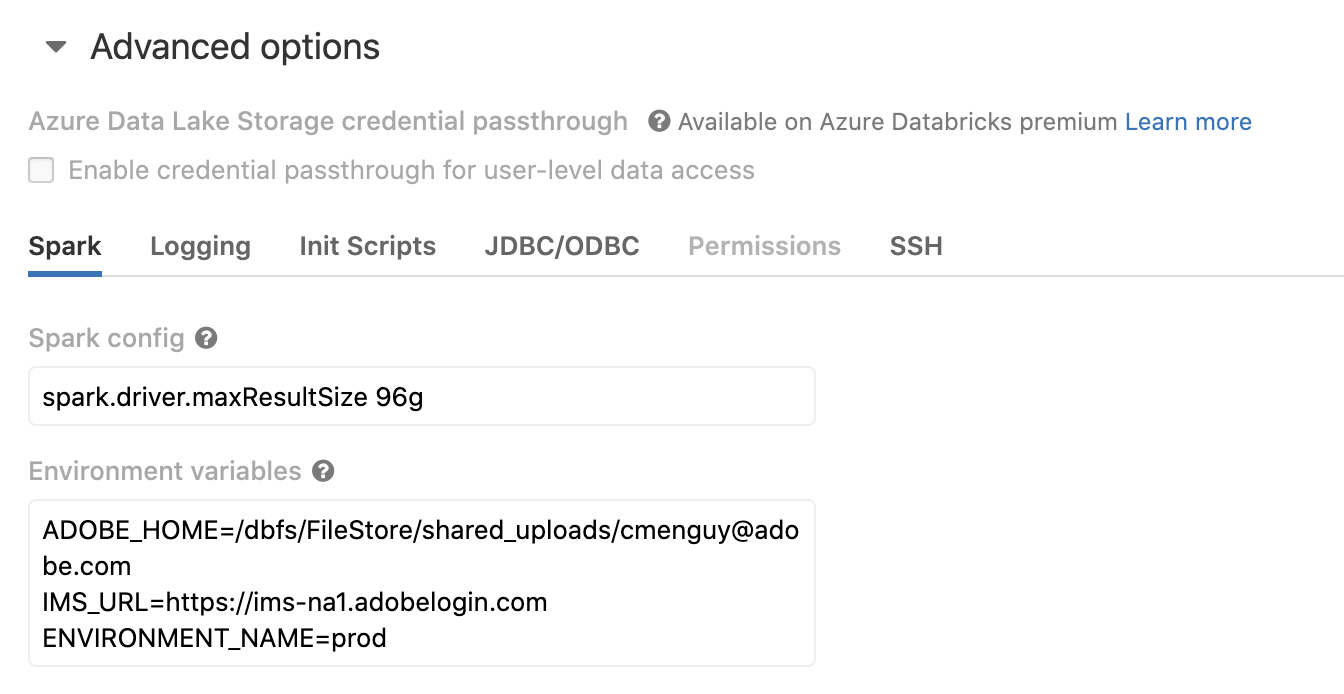 Advanced options
Azure Data Lake Storage credential passthrough Available on Azure Databricks premium Learn more
Enable credential passthrough for user-level data access
Spark Logging Init Scripts JDBC/ODBC Permissions SSH
Spark config
spark.driver.maxResultSize 96g
Environment variables
ADOBE_HOME=/dbfs/FileStore/shared_uploads/cmenguy@ado
be.com
IMS_URL=https://ims-na1.adobelogin.com
ENVIRONMENT_NAME=prod